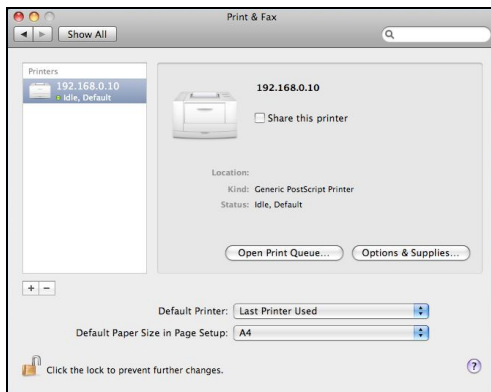 Print & Fax
Show All
Printers
192.168.0.10
Idle, Default
192.168.0.10
Share this printer
Location:
Kind: Generic PostScript Printer
Status: Idle, Default
Open Print Queue...
Options & Supplies...
+ −
Default Printer: Last Printer Used
Default Paper Size in Page Setup: A4
Click the lock to prevent further changes.
?